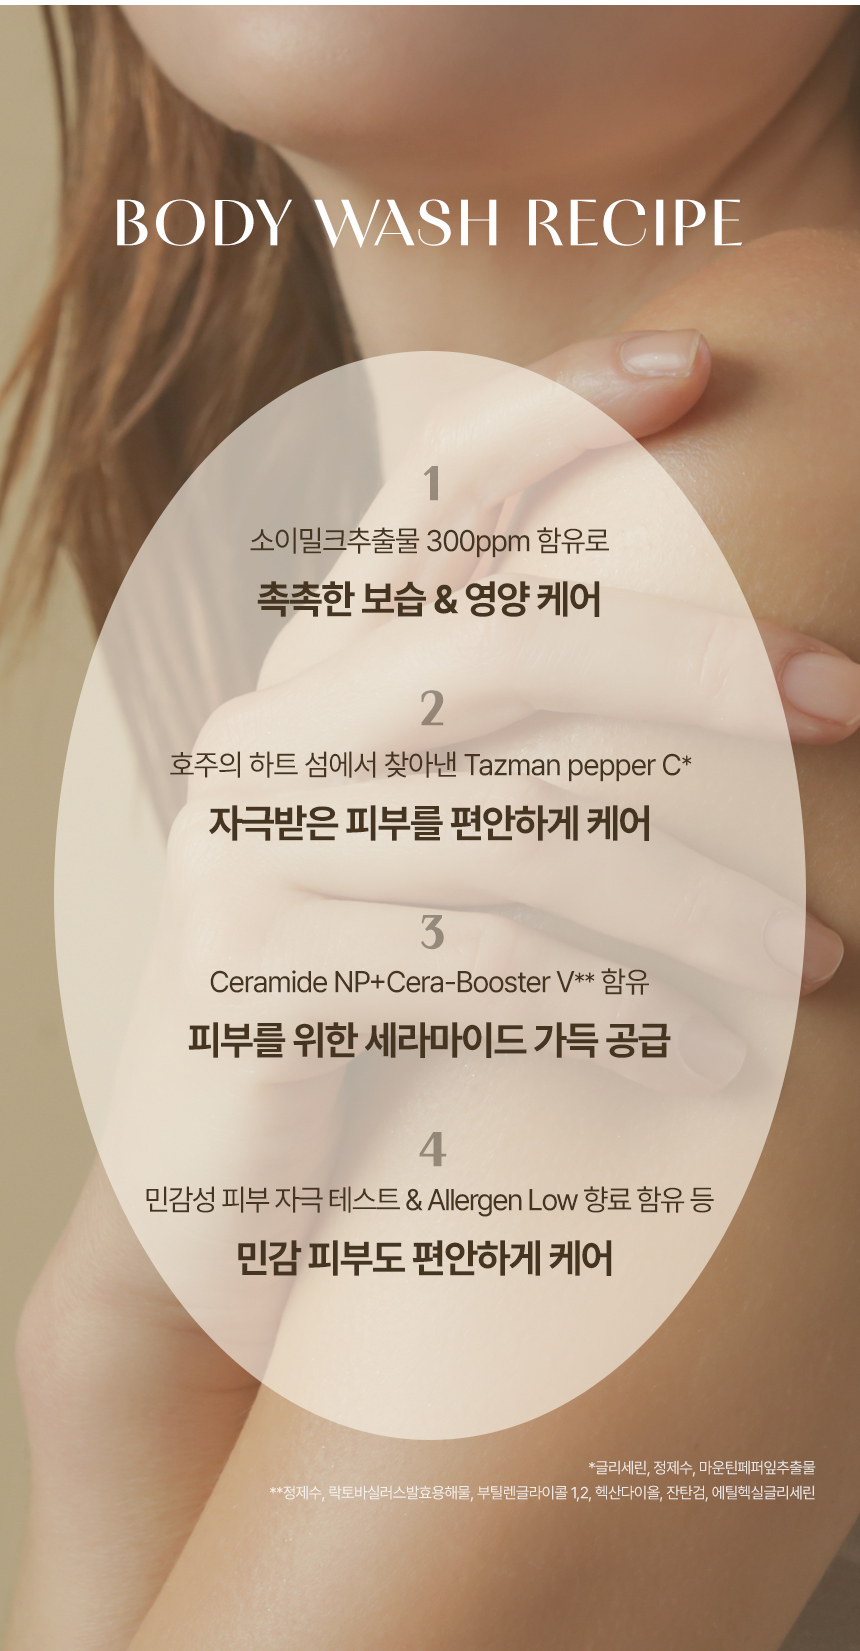 BODY WASH RECIPE
1
소이밀크추출물 300ppm 함유로
촉촉한 보습 & 영양 케어
2
호주의 하트 섬에서 찾아낸 Tazman pepper C*
자극받은 피부를 편안하게 케어
3
Ceramide NP+Cera-Booster V** 함유
피부를 위한 세라마이드 가득 공급
4
민감성 피부 자극 테스트 & Allergen Low 향료 함유 등
민감 피부도 편안하게 케어
*글리세린, 정제수, 마운틴페퍼잎추출물
**정제수, 락토바실러스발효용해물, 부틸렌글라이콜 1,2, 헥산다이올, 잔탄검, 에틸헥실글리세린